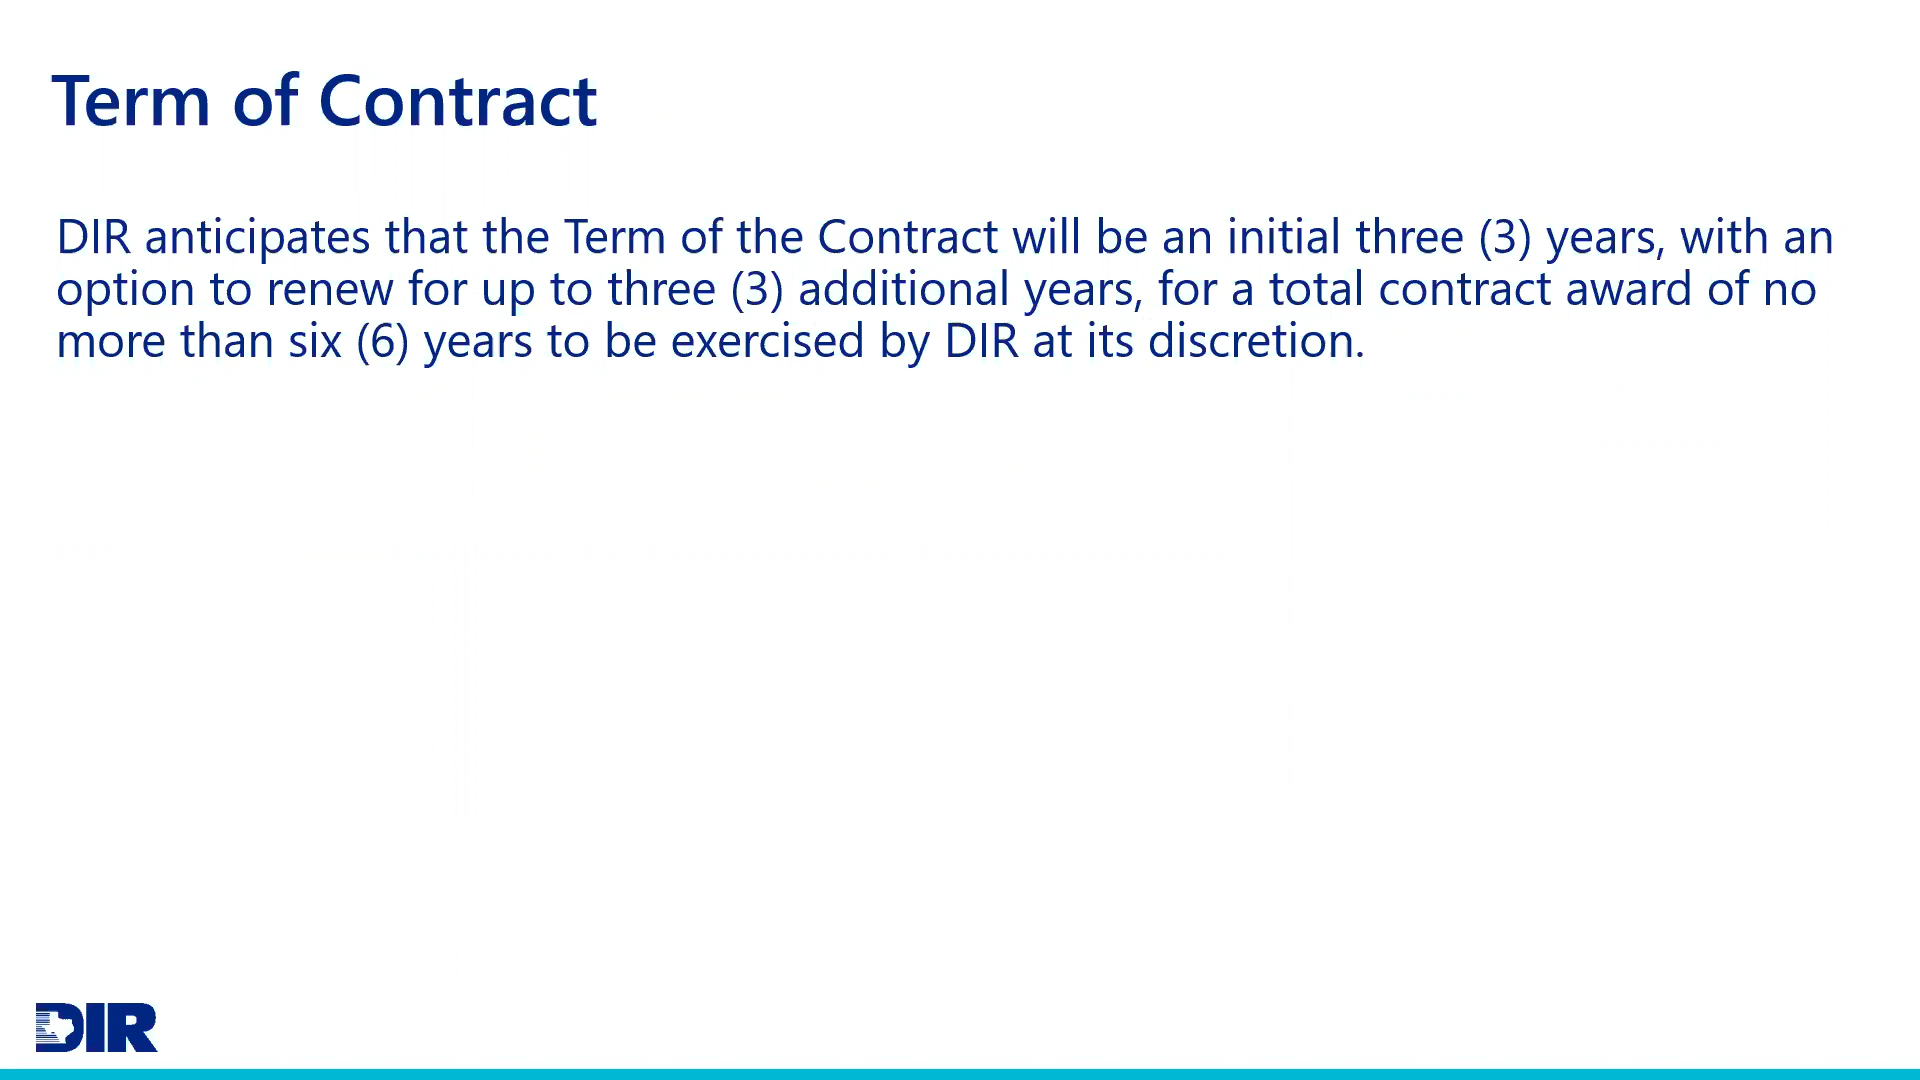 Term of Contract
DIR anticipates that the Term of the Contract will be an initial three (3) years, with an
option to renew for up to three (3) additional years, for a total contract award of no
more than six (6) years to be exercised by DIR at its discretion.
DIR